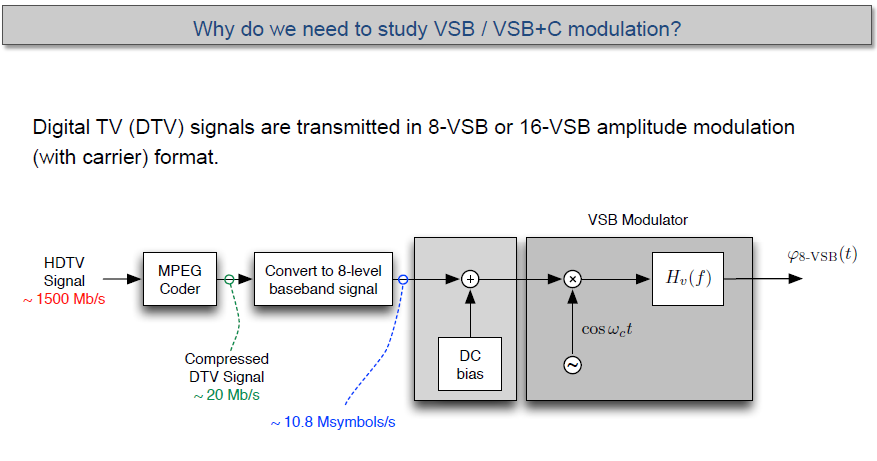 Why do we need to study VSB / VSB+C modulation?
Digital TV (DTV) signals are transmitted in 8-VSB or 16-VSB amplitude modulation
(with carrier) format.
VSB Modulator
HDTV
Signal
~ 1500 Mb/s
MPEG
Coder
Convert to 8-level
baseband signal
+
×
H_v(f)
φ_8-VSB(t)
cos ω_c t
~
DC
bias
Compressed
DTV Signal
~ 20 Mb/s
~ 10.8 Msymbols/s